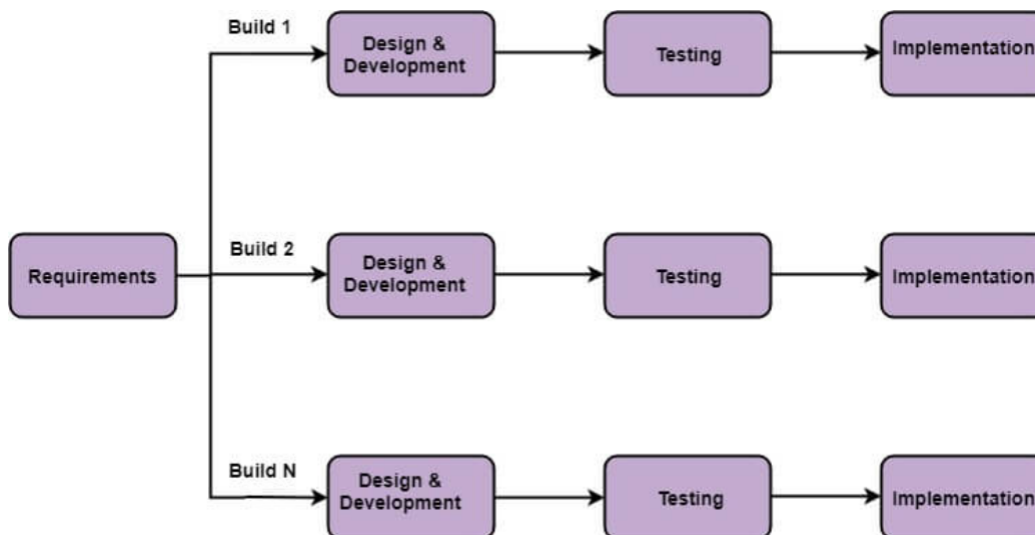 Build 1
Design &
Development
Testing
Implementation
Requirements
Build 2
Design &
Development
Testing
Implementation
Build N
Design &
Development
Testing
Implementation